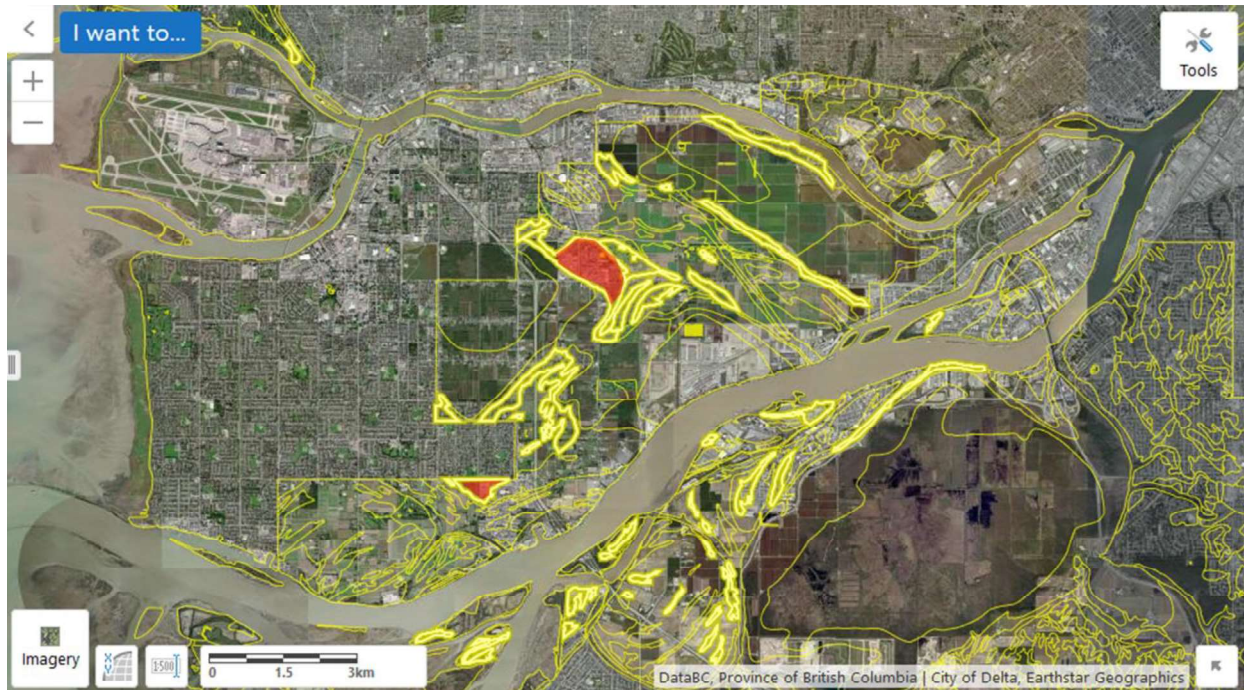 I want to...
Tools
Imagery
X
Y
1:500
0 1.5 3km
DataBC, Province of British Columbia | City of Delta, Earthstar Geographics